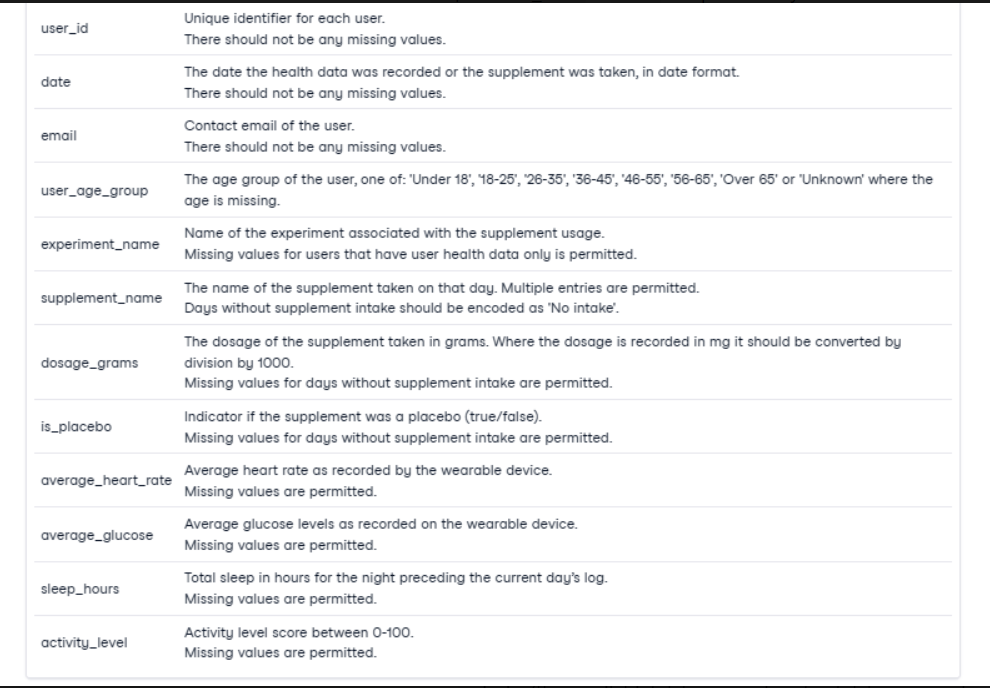 user_id
Unique identifier for each user.
There should not be any missing values.
date
The date the health data was recorded or the supplement was taken, in date format.
There should not be any missing values.
email
Contact email of the user.
There should not be any missing values.
user_age_group
The age group of the user, one of: 'Under 18', '18-25', '26-35', '36-45', '46-55', '56-65', 'Over 65' or 'Unknown' where the
age is missing.
experiment_name
Name of the experiment associated with the supplement usage.
Missing values for users that have user health data only is permitted.
supplement_name
The name of the supplement taken on that day. Multiple entries are permitted.
Days without supplement intake should be encoded as 'No intake'.
dosage_grams
The dosage of the supplement taken in grams. Where the dosage is recorded in mg it should be converted by
division by 1000.
Missing values for days without supplement intake are permitted.
is_placebo
Indicator if the supplement was a placebo (true/false).
Missing values for days without supplement intake are permitted.
average_heart_rate
Average heart rate as recorded by the wearable device.
Missing values are permitted.
average_glucose
Average glucose levels as recorded on the wearable device.
Missing values are permitted.
sleep_hours
Total sleep in hours for the night preceding the current day's log.
Missing values are permitted.
activity_level
Activity level score between 0-100.
Missing values are permitted.